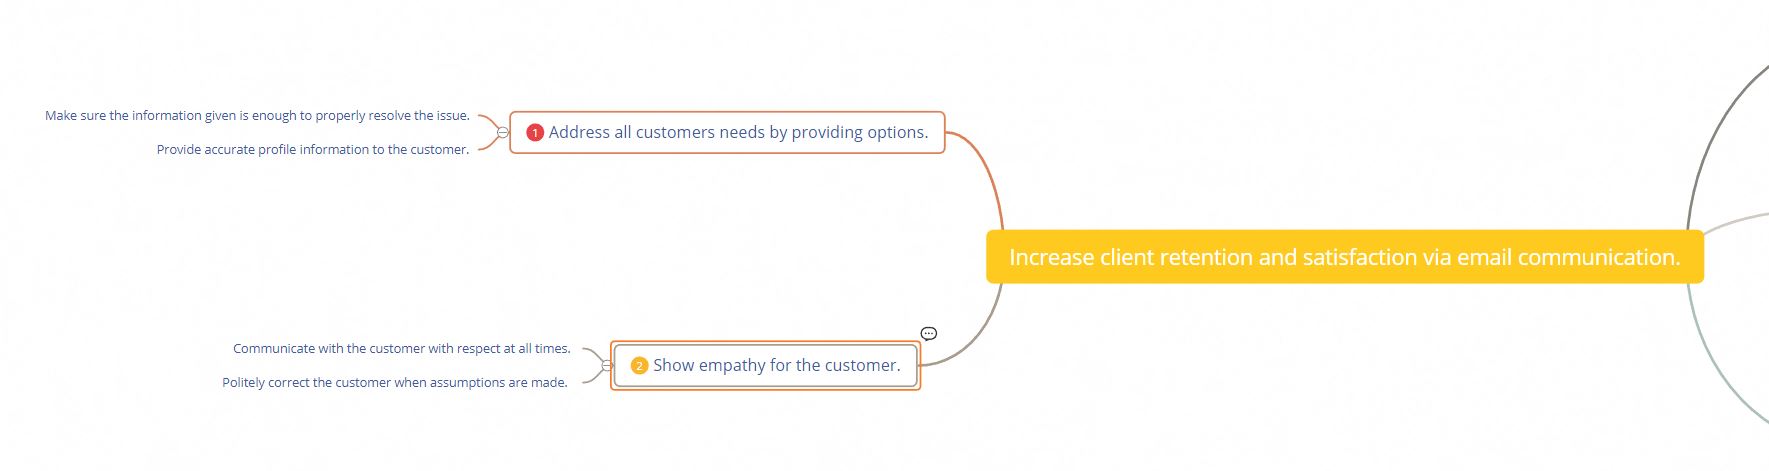 Make sure the information given is enough to properly resolve the issue.
Provide accurate profile information to the customer.
1 Address all customers needs by providing options.
Increase client retention and satisfaction via email communication.
Communicate with the customer with respect at all times.
Politely correct the customer when assumptions are made.
2 Show empathy for the customer.